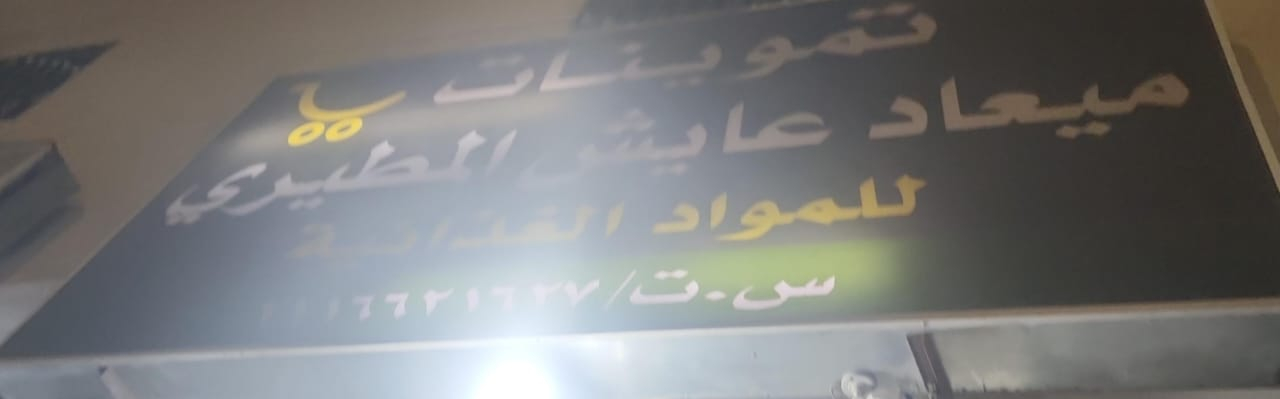 تموينات
ميعاد عايش المطيري
للمواد الغذائية
س.ت/